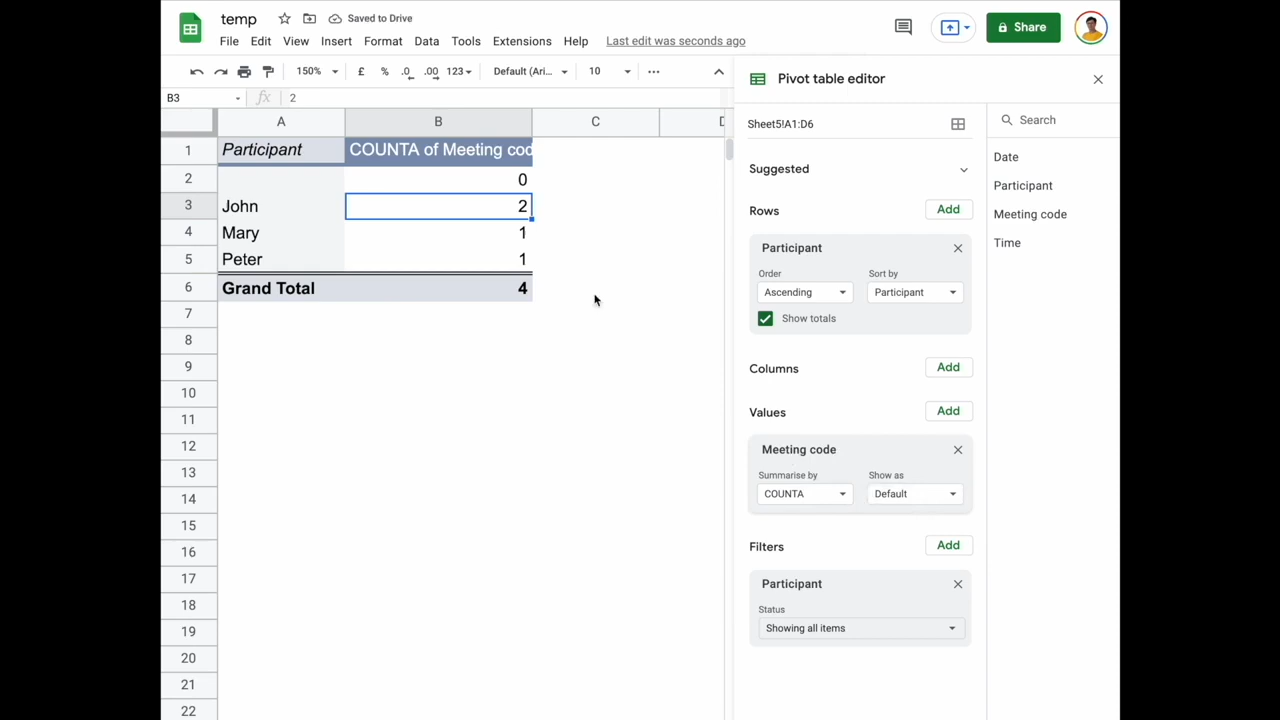 temp
Saved to Drive
File Edit View Insert Format Data Tools Extensions Help Last edit was seconds ago
Share
150% £ % .0 .00 123 Default (Ari... 10 ...
B3 fx 2
A B C
1 Participant COUNTA of Meeting cod
2 0
3 John 2
4 Mary 1
5 Peter 1
6 Grand Total 4
7
8
9
10
11
12
13
14
15
16
17
18
19
20
21
22
Pivot table editor
Sheet5!A1:D6
Suggested
Rows Add
Participant
Order Sort by
Ascending Participant
Show totals
Columns Add
Values Add
Meeting code
Summarise by Show as
COUNTA Default
Filters Add
Participant
Status
Showing all items
Search
Date
Participant
Meeting code
Time